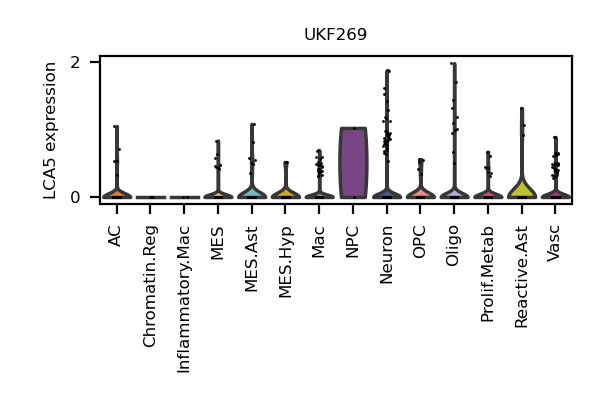 UKF269
LCA5 expression
2
0
AC
Chromatin.Reg
Inflammatory.Mac
MES
MES.Ast
MES.Hyp
Mac
NPC
Neuron
OPC
Oligo
Prolif.Metab
Reactive.Ast
Vasc